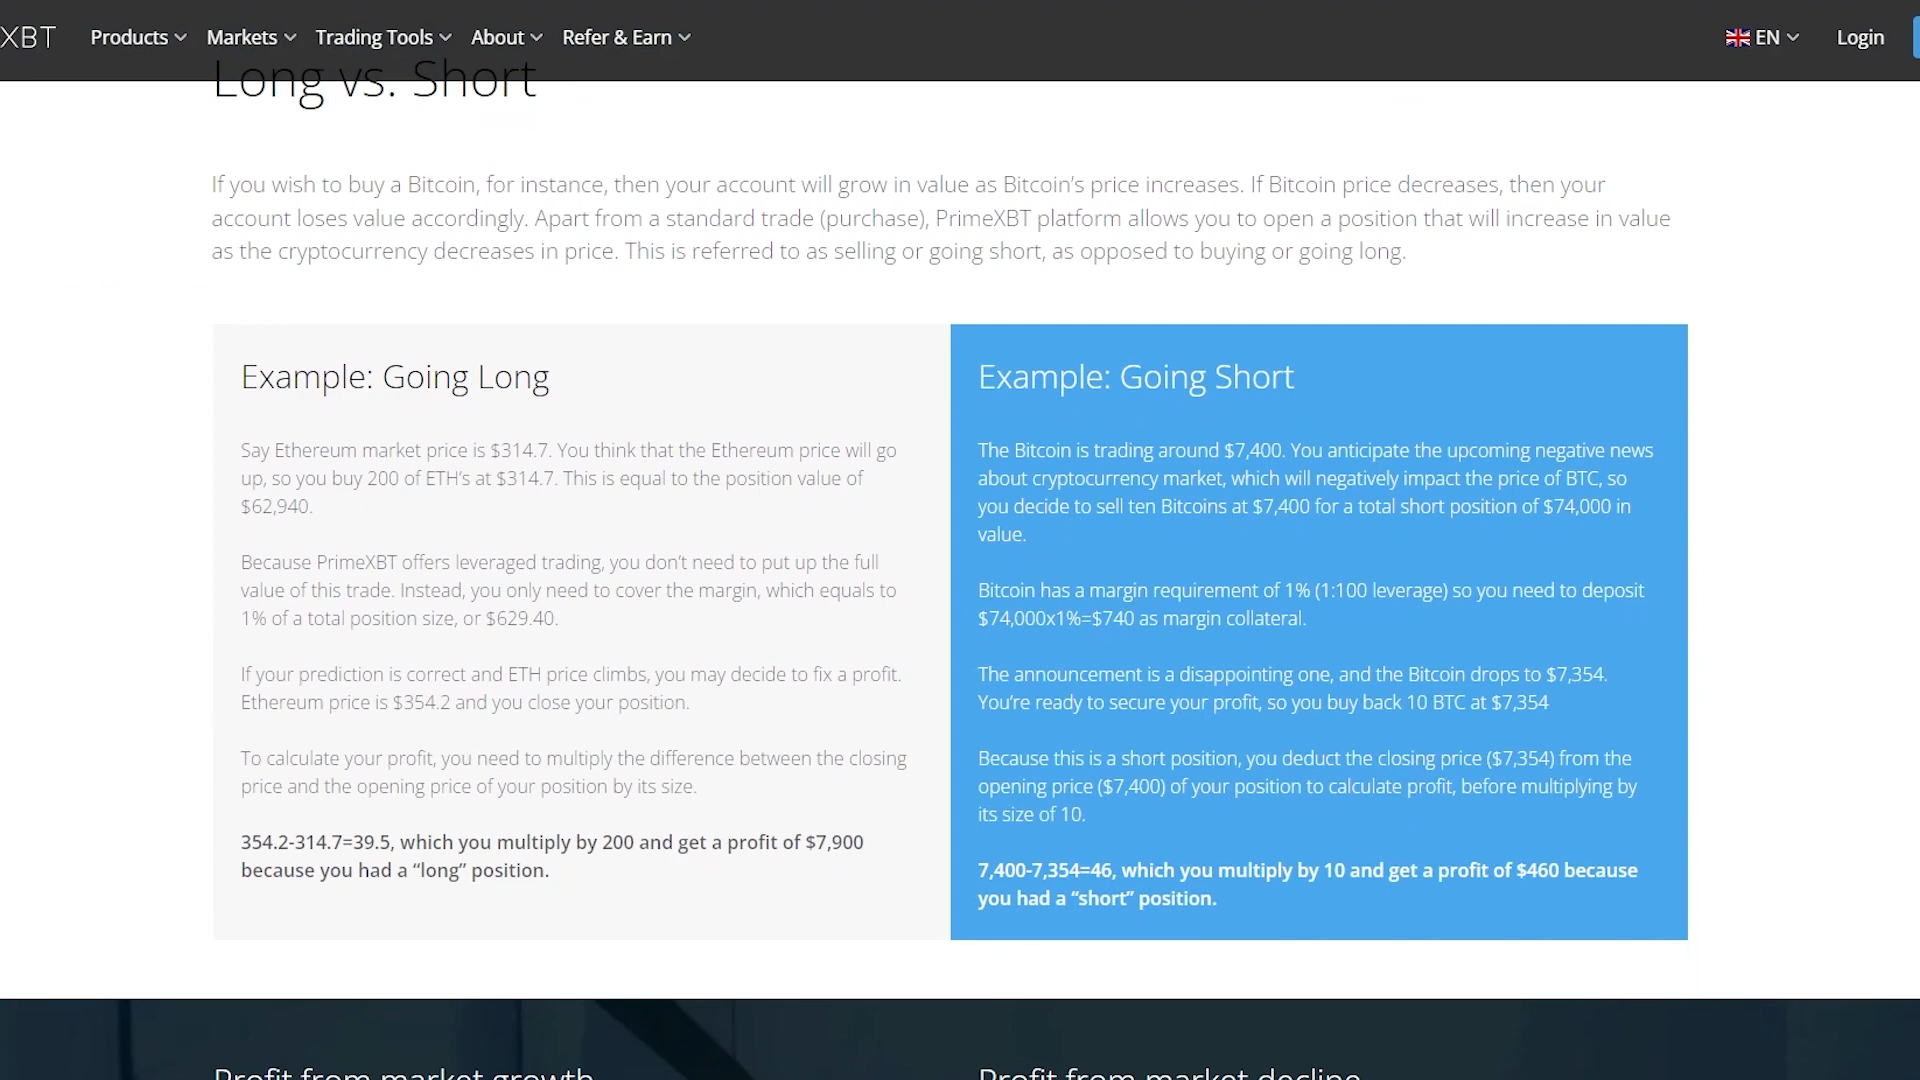 XBT Products Markets Trading Tools About Refer & Earn EN Login
Long vs. Short
If you wish to buy a Bitcoin, for instance, then your account will grow in value as Bitcoin’s price increases. If Bitcoin price decreases, then your
account loses value accordingly. Apart from a standard trade (purchase), PrimeXBT platform allows you to open a position that will increase in value
as the cryptocurrency decreases in price. This is referred to as selling or going short, as opposed to buying or going long.
Example: Going Long
Say Ethereum market price is $314.7. You think that the Ethereum price will go
up, so you buy 200 of ETH’s at $314.7. This is equal to the position value of
$62,940.
Because PrimeXBT offers leveraged trading, you don’t need to put up the full
value of this trade. Instead, you only need to cover the margin, which equals to
1% of a total position size, or $629.40.
If your prediction is correct and ETH price climbs, you may decide to fix a profit.
Ethereum price is $354.2 and you close your position.
To calculate your profit, you need to multiply the difference between the closing
price and the opening price of your position by its size.
354.2-314.7=39.5, which you multiply by 200 and get a profit of $7,900
because you had a “long” position.
Example: Going Short
The Bitcoin is trading around $7,400. You anticipate the upcoming negative news
about cryptocurrency market, which will negatively impact the price of BTC, so
you decide to sell ten Bitcoins at $7,400 for a total short position of $74,000 in
value.
Bitcoin has a margin requirement of 1% (1:100 leverage) so you need to deposit
$74,000x1%=$740 as margin collateral.
The announcement is a disappointing one, and the Bitcoin drops to $7,354.
You’re ready to secure your profit, so you buy back 10 BTC at $7,354
Because this is a short position, you deduct the closing price ($7,354) from the
opening price ($7,400) of your position to calculate profit, before multiplying by
its size of 10.
7,400-7,354=46, which you multiply by 10 and get a profit of $460 because
you had a “short” position.
Profit from market growth
Profit from market decline